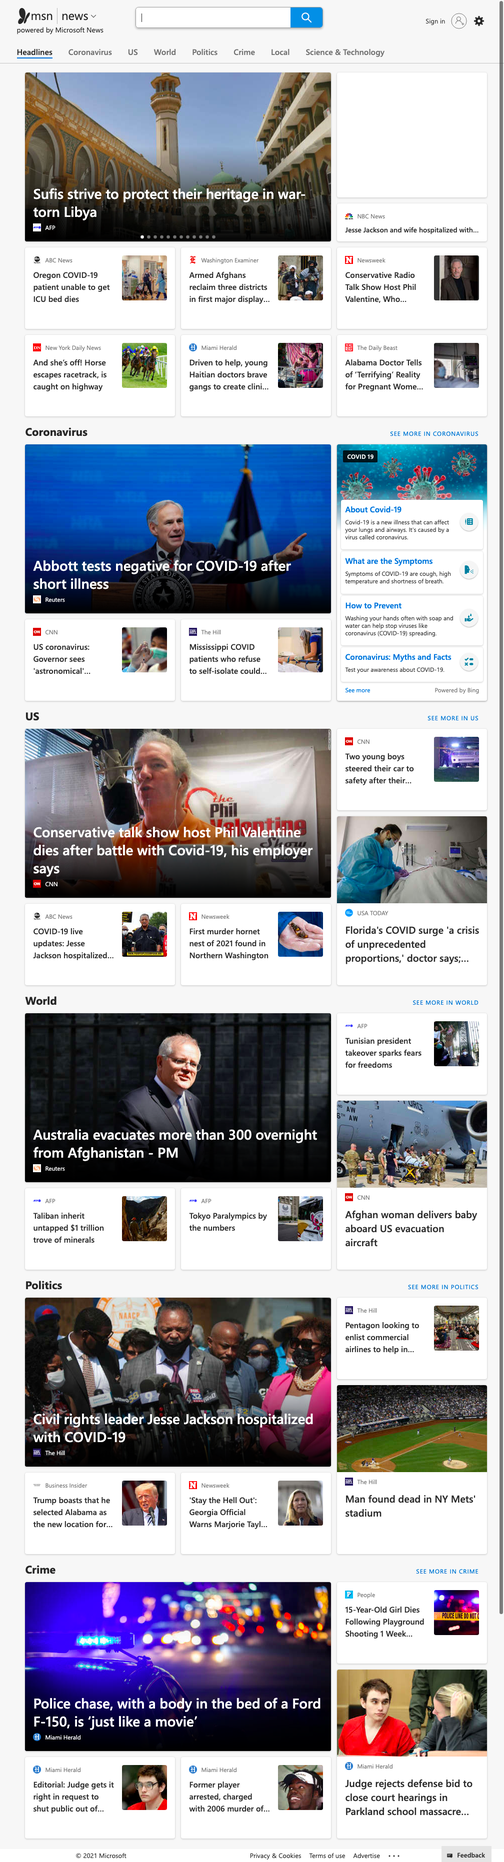 msn news
powered by Microsoft News
Sign in
Headlines Coronavirus US World Politics Crime Local Science & Technology
Sufis strive to protect their heritage in war-
torn Libya
AFP
NBC News
Jesse Jackson and wife hospitalized with...
ABC News
Oregon COVID-19
patient unable to get
ICU bed dies
Washington Examiner
Armed Afghans
reclaim three districts
in first major display...
Newsweek
Conservative Radio
Talk Show Host Phil
Valentine, Who...
New York Daily News
And she's off! Horse
escapes racetrack, is
caught on highway
Miami Herald
Driven to help, young
Haitian doctors brave
gangs to create clini...
The Daily Beast
Alabama Doctor Tells
of 'Terrifying' Reality
for Pregnant Wome...
Coronavirus
SEE MORE IN CORONAVIRUS
Abbott tests negative for COVID-19 after
short illness
Reuters
COVID 19
About Covid-19
Covid-19 is a new illness that can affect
your lungs and airways. It's caused by a
virus called coronavirus.
What are the Symptoms
Symptoms of COVID-19 are cough, high
temperature and shortness of breath.
How to Prevent
Washing your hands often with soap and
water can help stop viruses like
coronavirus (COVID-19) spreading.
Coronavirus: Myths and Facts
Test your awareness about COVID-19.
See more
Powered by Bing
CNN
US coronavirus:
Governor sees
'astronomical'...
The Hill
Mississippi COVID
patients who refuse
to self-isolate could...
US
SEE MORE IN US
the
Phil
Valentine
Show
Conservative talk show host Phil Valentine
dies after battle with Covid-19, his employer
says
CNN
CNN
Two young boys
steered their car to
safety after their...
USA TODAY
Florida's COVID surge 'a crisis
of unprecedented
proportions,' doctor says;...
ABC News
COVID-19 live
updates: Jesse
Jackson hospitalized...
Newsweek
First murder hornet
nest of 2021 found in
Northern Washington
World
SEE MORE IN WORLD
Australia evacuates more than 300 overnight
from Afghanistan - PM
Reuters
AFP
Tunisian president
takeover sparks fears
for freedoms
AW AW
CNN
Afghan woman delivers baby
aboard US evacuation
aircraft
AFP
Taliban inherit
untapped $1 trillion
trove of minerals
AFP
Tokyo Paralympics by
the numbers
Politics
SEE MORE IN POLITICS
NAACP
Civil rights leader Jesse Jackson hospitalized
with COVID-19
The Hill
The Hill
Pentagon looking to
enlist commercial
airlines to help in...
The Hill
Man found dead in NY Mets'
stadium
Business Insider
Trump boasts that he
selected Alabama as
the new location for...
Newsweek
'Stay the Hell Out':
Georgia Official
Warns Marjorie Tayl...
Crime
SEE MORE IN CRIME
Police chase, with a body in the bed of a Ford
F-150, is 'just like a movie'
Miami Herald
People
15-Year-Old Girl Dies
Following Playground
Shooting 1 Week...
POLICE LINE DO NOT C
Miami Herald
Judge rejects defense bid to
close court hearings in
Parkland school massacre...
Miami Herald
Editorial: Judge gets it
right in request to
shut public out of...
Miami Herald
Former player
arrested, charged
with 2006 murder of...
© 2021 Microsoft
Privacy & Cookies Terms of use Advertise ...
Feedback